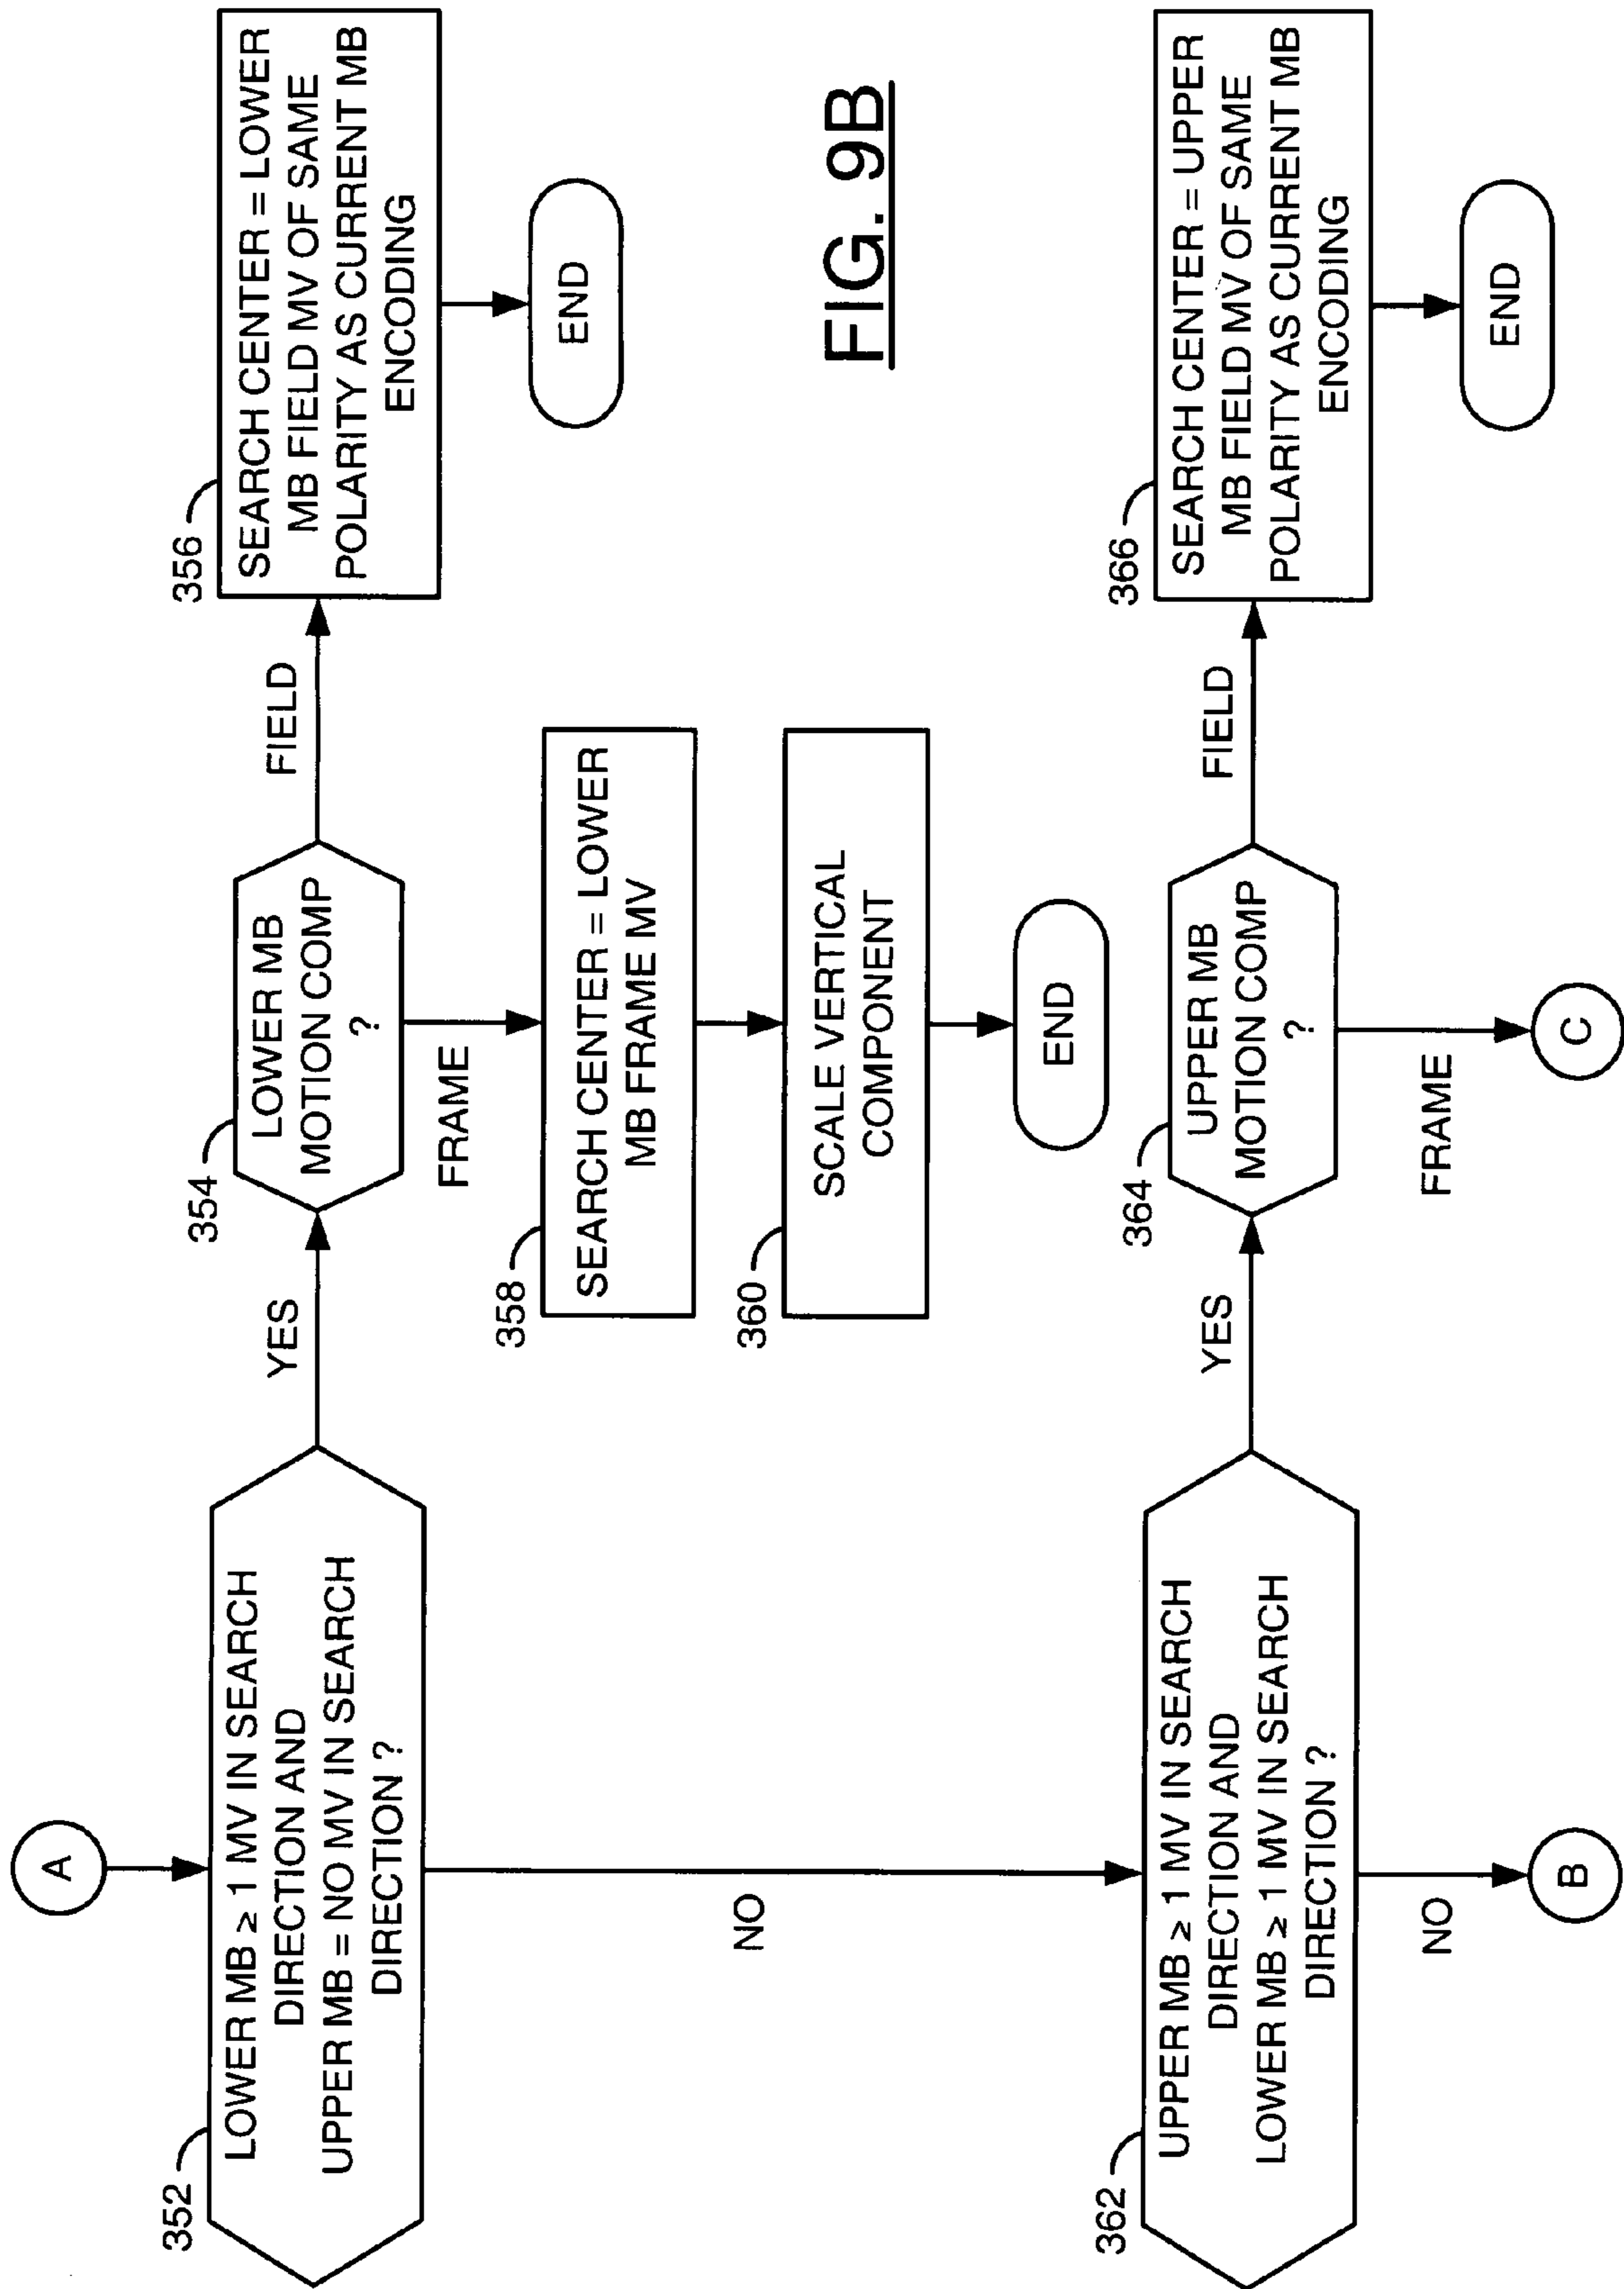 A
352
LOWER MB ≥ 1 MV IN SEARCH
DIRECTION AND
UPPER MB = NO MV IN SEARCH
DIRECTION ?
YES
354
LOWER MB
MOTION COMP
?
FIELD
356
SEARCH CENTER = LOWER
MB FIELD MV OF SAME
POLARITY AS CURRENT MB
ENCODING
END
FRAME
358
SEARCH CENTER = LOWER
MB FRAME MV
360
SCALE VERTICAL
COMPONENT
END
NO
FIG. 9B
362
UPPER MB ≥ 1 MV IN SEARCH
DIRECTION AND
LOWER MB ≥ 1 MV IN SEARCH
DIRECTION ?
YES
364
UPPER MB
MOTION COMP
?
FIELD
366
SEARCH CENTER = UPPER
MB FIELD MV OF SAME
POLARITY AS CURRENT MB
ENCODING
END
NO
B
FRAME
C